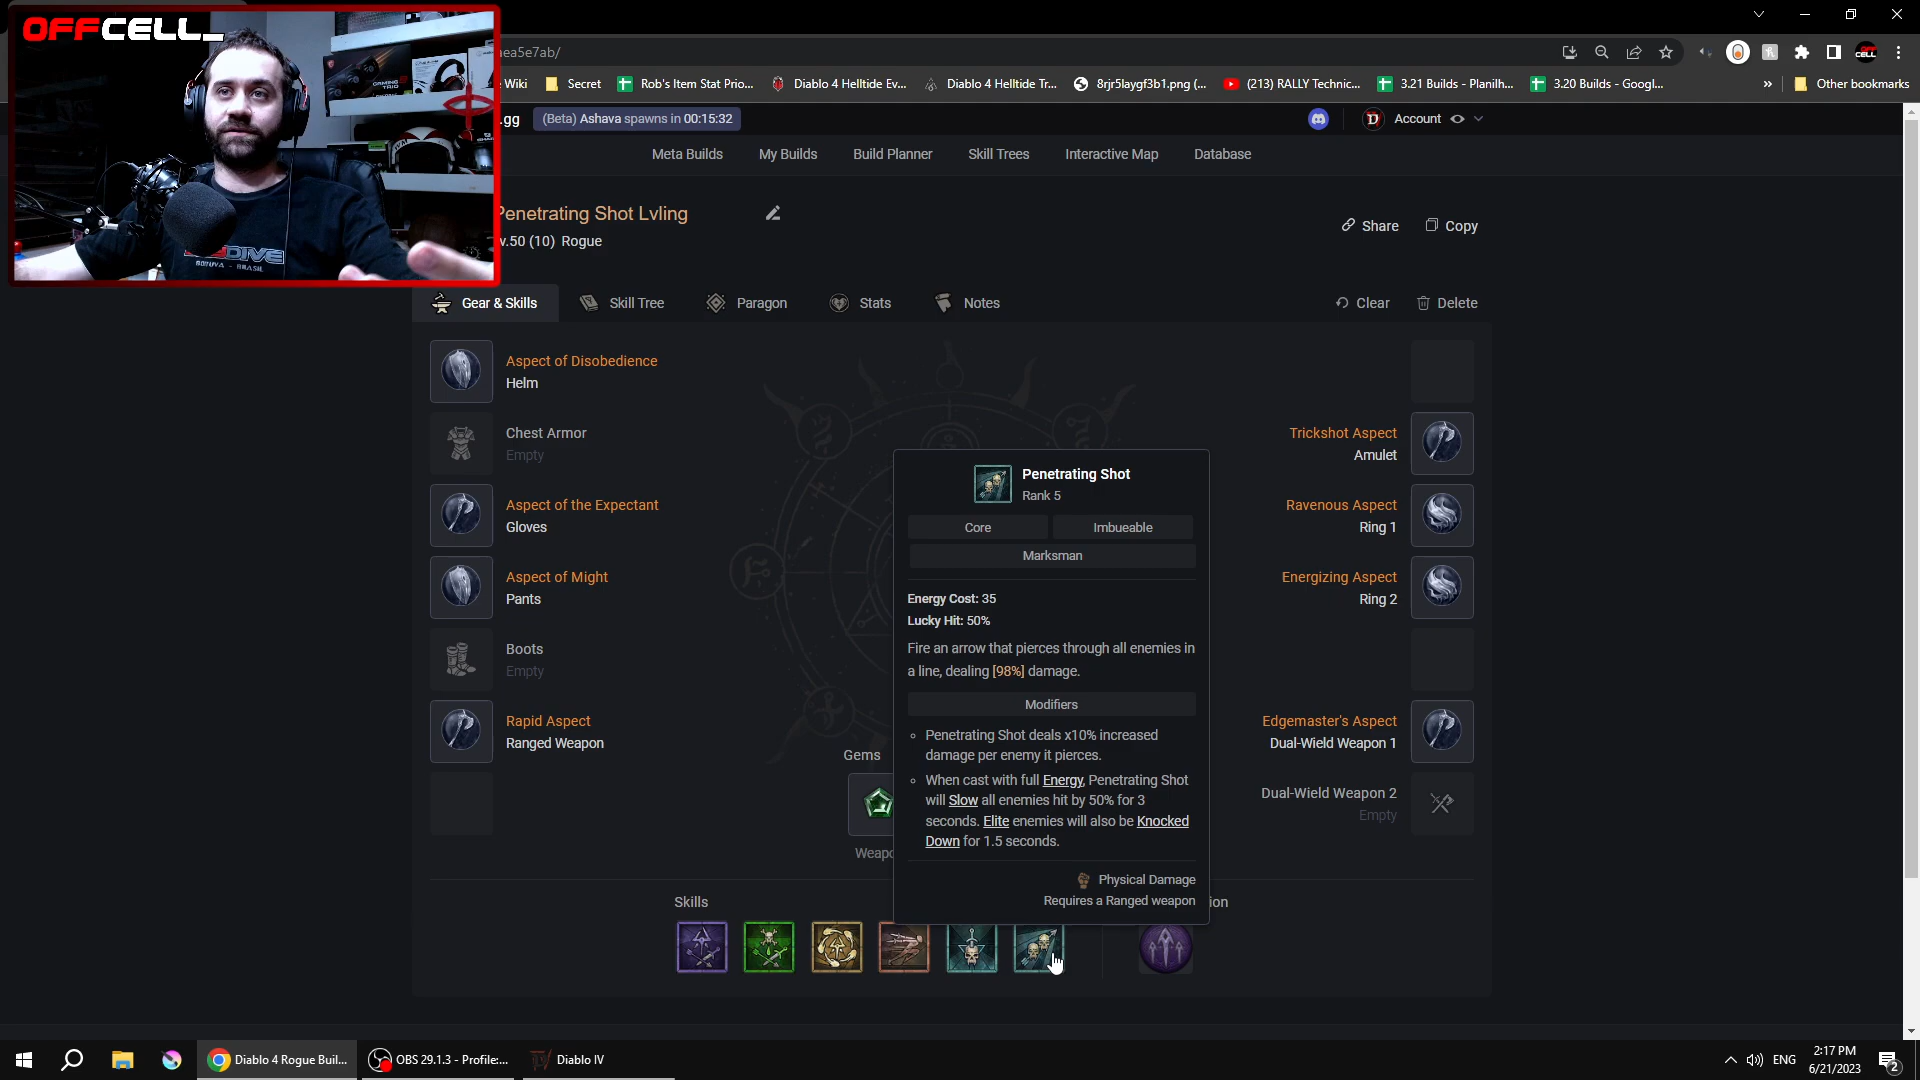 OFFCELL_
aea5e7ab/
Wiki
Secret
Rob's Item Stat Prio...
Diablo 4 Helltide Ev...
Diablo 4 Helltide Tr...
8rjr5laygf3b1.png (...
(213) RALLY Technic...
3.21 Builds - Planilh...
3.20 Builds - Googl...
»
Other bookmarks
.gg
(Beta) Ashava spawns in 00:15:32
Account
Meta Builds
My Builds
Build Planner
Skill Trees
Interactive Map
Database
Penetrating Shot Lvling
v.50 (10) Rogue
Share
Copy
Gear & Skills
Skill Tree
Paragon
Stats
Notes
Clear
Delete
Aspect of Disobedience
Helm
Chest Armor
Empty
Aspect of the Expectant
Gloves
Aspect of Might
Pants
Boots
Empty
Rapid Aspect
Ranged Weapon
Trickshot Aspect
Amulet
Ravenous Aspect
Ring 1
Energizing Aspect
Ring 2
Edgemaster's Aspect
Dual-Wield Weapon 1
Dual-Wield Weapon 2
Empty
Gems
Weapo
Penetrating Shot
Rank 5
Core
Imbueable
Marksman
Energy Cost: 35
Lucky Hit: 50%
Fire an arrow that pierces through all enemies in
a line, dealing [98%] damage.
Modifiers
Penetrating Shot deals x10% increased
damage per enemy it pierces.
When cast with full Energy, Penetrating Shot
will Slow all enemies hit by 50% for 3
seconds. Elite enemies will also be Knocked
Down for 1.5 seconds.
Physical Damage
Requires a Ranged weapon
Skills
ion
Diablo 4 Rogue Buil...
OBS 29.1.3 - Profile:...
Diablo IV
ENG
2:17 PM
6/21/2023
2